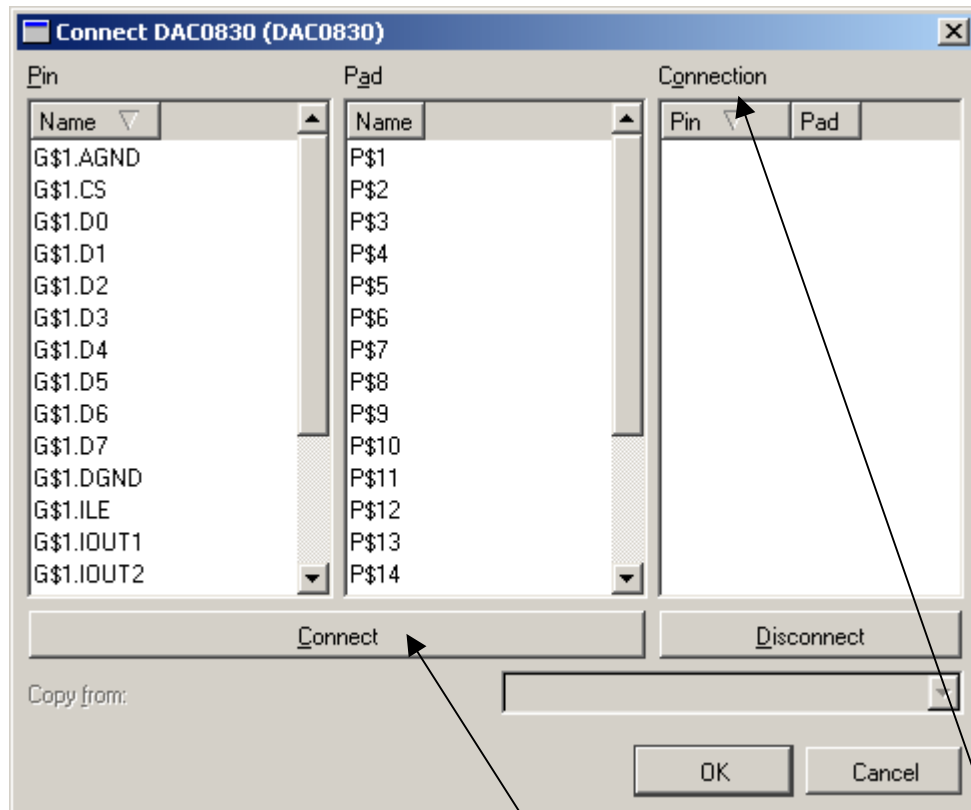 Connect DAC0830 (DAC0830)
Pin Pad Connection
Name Name Pin Pad
G$1.AGND P$1
G$1.CS P$2
G$1.D0 P$3
G$1.D1 P$4
G$1.D2 P$5
G$1.D3 P$6
G$1.D4 P$7
G$1.D5 P$8
G$1.D6 P$9
G$1.D7 P$10
G$1.DGND P$11
G$1.ILE P$12
G$1.IOUT1 P$13
G$1.IOUT2 P$14
Connect Disconnect
Copy from:
OK Cancel